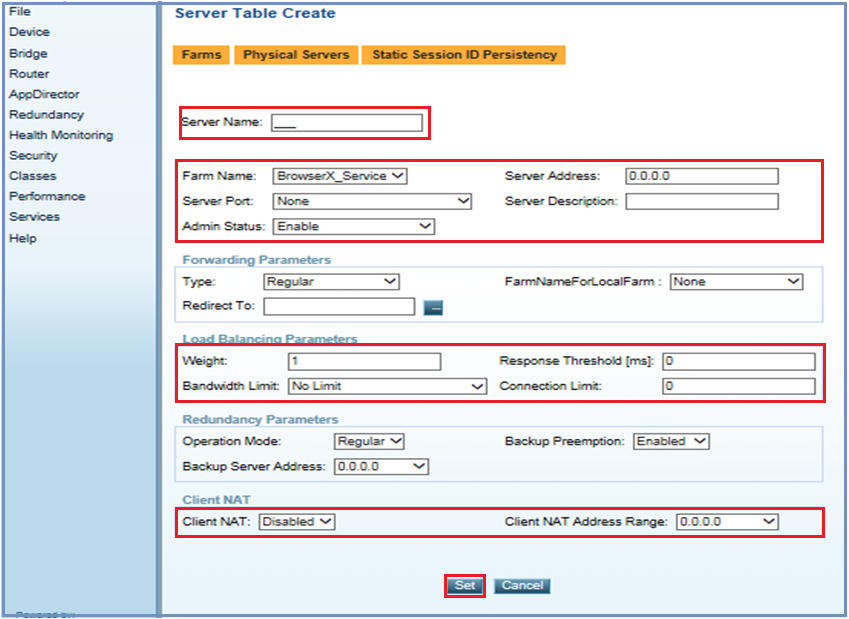 File
Device
Bridge
Router
AppDirector
Redundancy
Health Monitoring
Security
Classes
Performance
Services
Help
Powered by:
Server Table Create
Farms Physical Servers Static Session ID Persistency
Server Name: ___
Farm Name: BrowserX_Service Server Address: 0.0.0.0
Server Port: None Server Description:
Admin Status: Enable
Forwarding Parameters
Type: Regular FarmNameForLocalFarm : None
Redirect To: ...
Load Balancing Parameters
Weight: 1 Response Threshold [ms]: 0
Bandwidth Limit: No Limit Connection Limit: 0
Redundancy Parameters
Operation Mode: Regular Backup Preemption: Enabled
Backup Server Address: 0.0.0.0
Client NAT
Client NAT: Disabled Client NAT Address Range: 0.0.0.0
Set Cancel